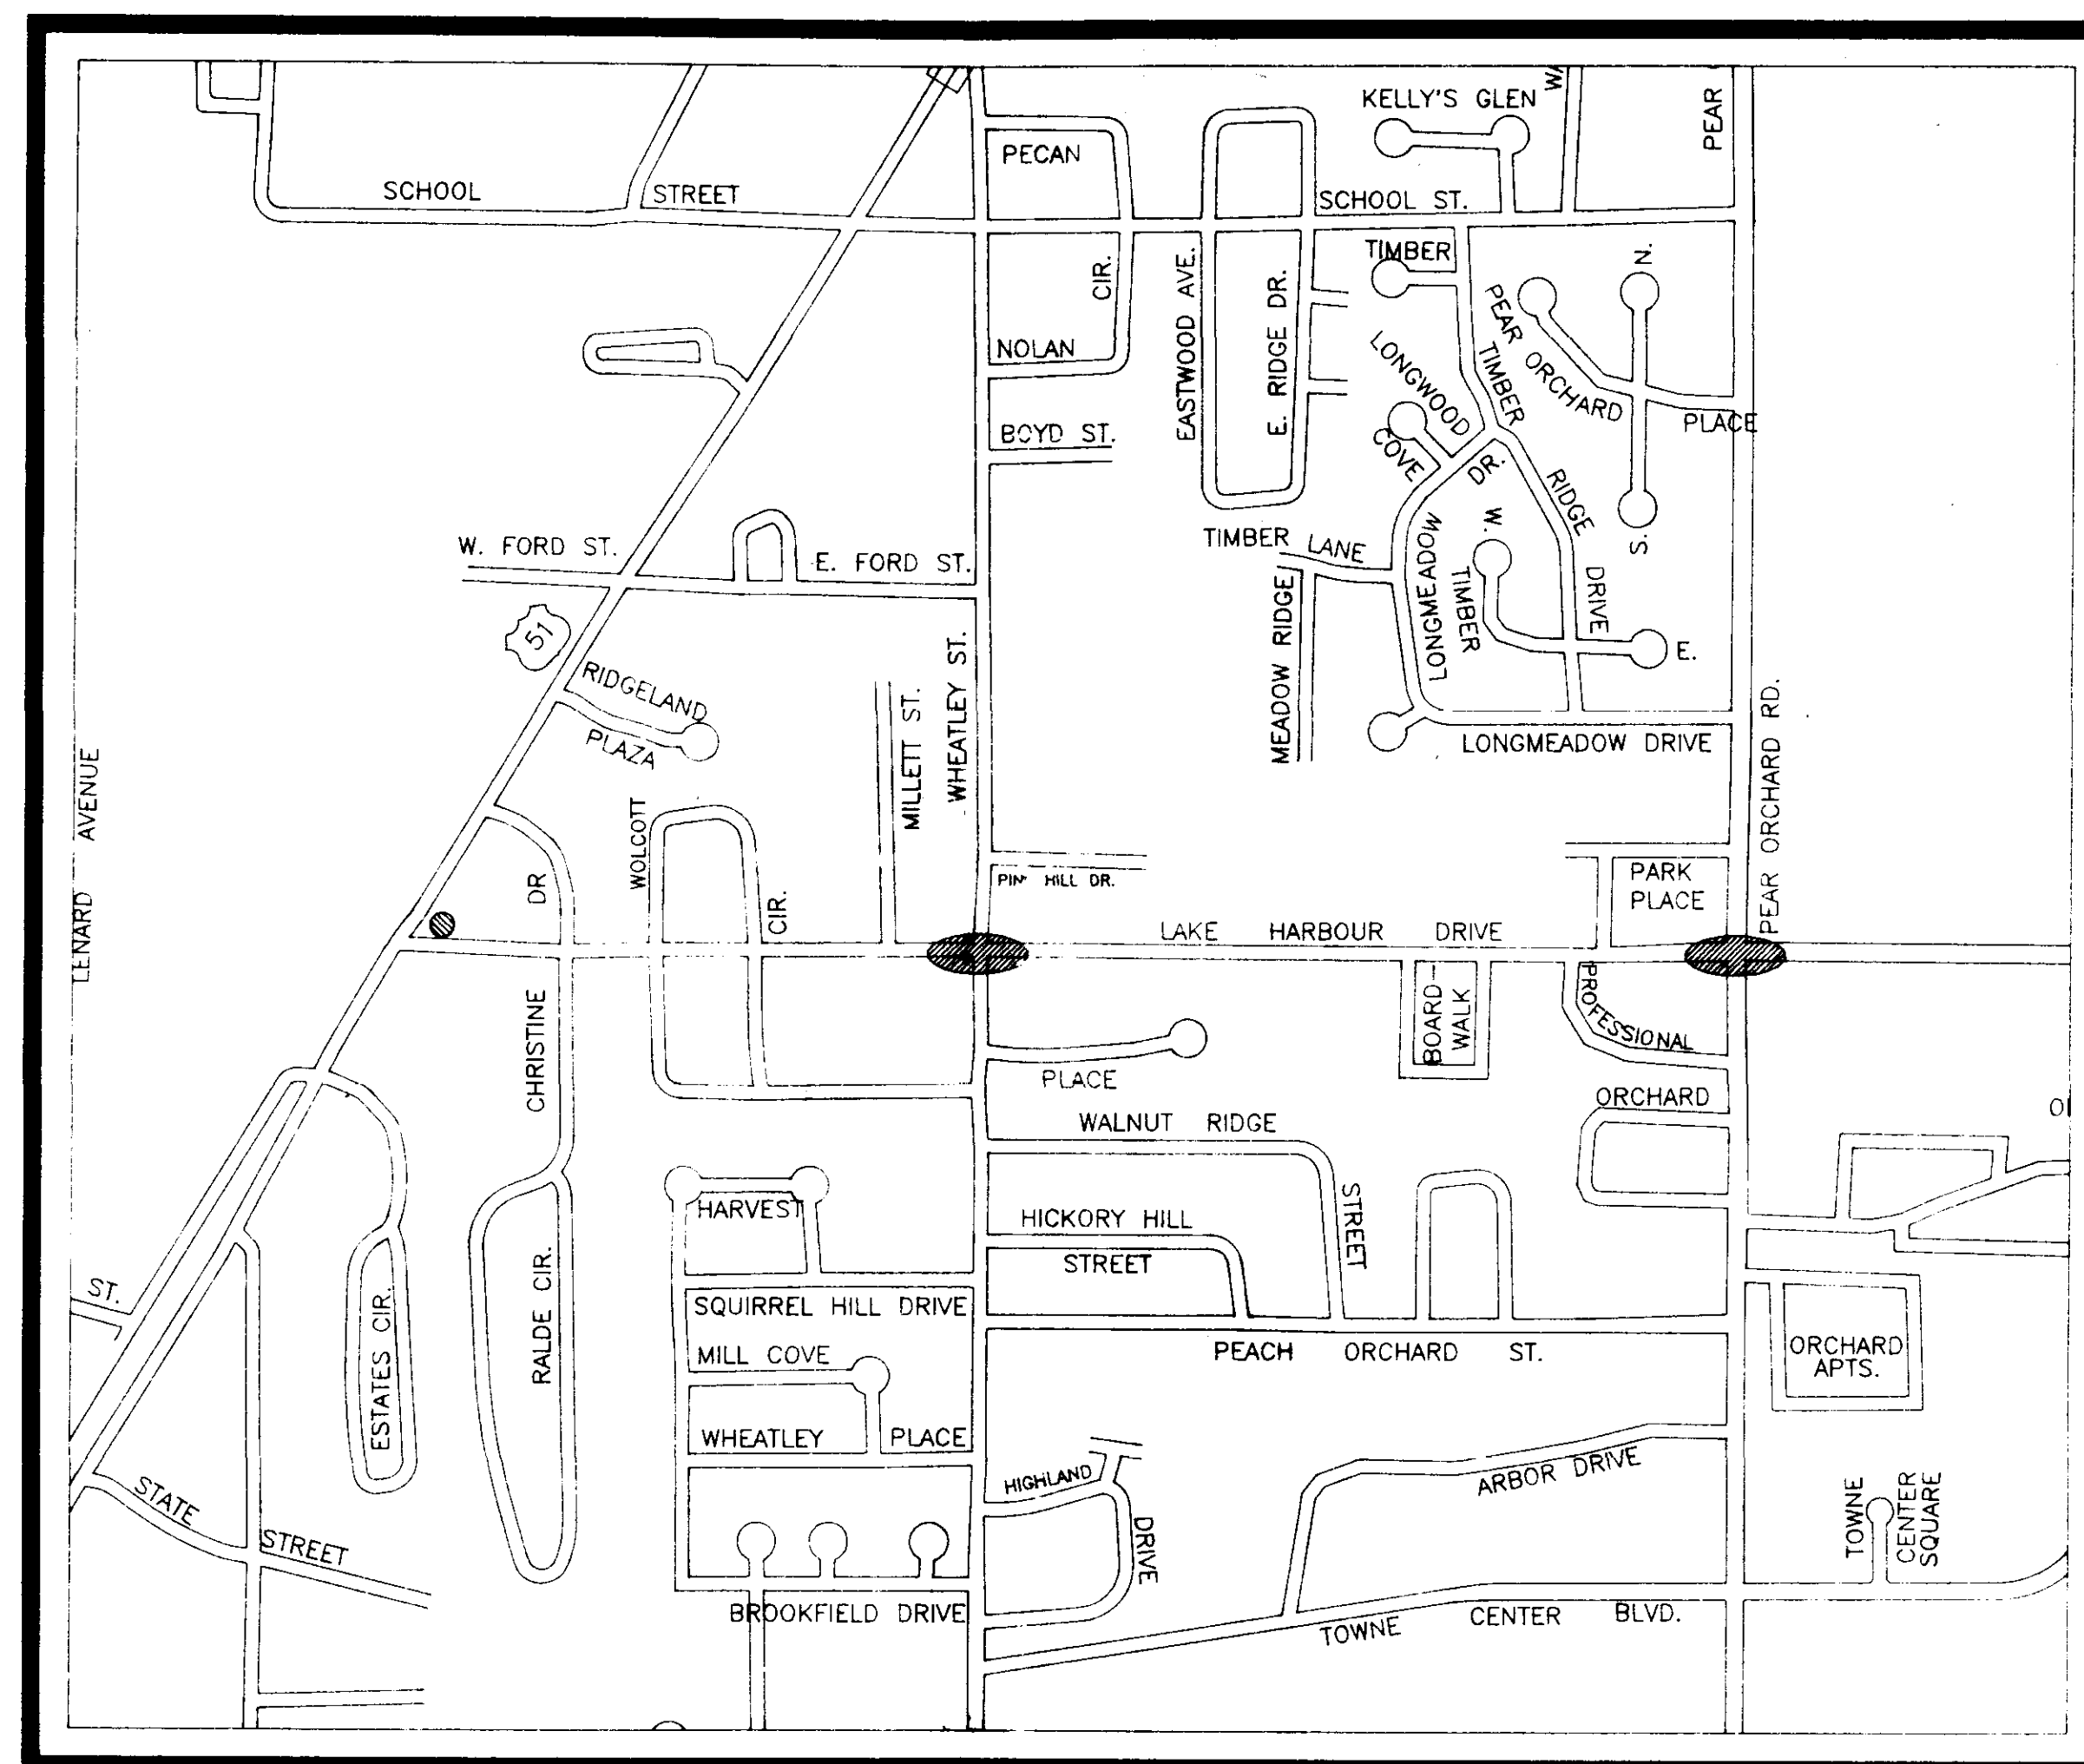 KELLY'S GLEN
PEAR
PECAN
SCHOOL STREET
SCHOOL ST.
TIMBER
N.
CIR.
EASTWOOD AVE.
E. RIDGE DR.
PEAR ORCHARD PLACE
NOLAN
LONGWOOD
COVE
TIMBER RIDGE DRIVE
DR.
BOYD ST.
S.
W. FORD ST.
E. FORD ST.
TIMBER LANE
W.
TIMBER
E.
LONGMEADOW
MEADOW RIDGE
51
RIDGELAND
PLAZA
MILLETT ST.
WHEATLEY ST.
LONGMEADOW DRIVE
PEAR ORCHARD RD.
LENARD AVENUE
WOLCOTT
CIR.
HILL DR.
PARK
PLACE
LAKE HARBOUR DRIVE
CHRISTINE DR
BOARD-
WALK
PROFESSIONAL
PLACE
ORCHARD
WALNUT RIDGE
STREET
HARVEST
HICKORY HILL
STREET
ST.
ESTATES CIR.
RALDE CIR.
SQUIRREL HILL DRIVE
MILL COVE
PEACH ORCHARD ST.
ORCHARD
APTS.
WHEATLEY PLACE
HIGHLAND
DRIVE
ARBOR DRIVE
STATE
STREET
TOWNE
CENTER
SQUARE
BROOKFIELD DRIVE
TOWNE CENTER BLVD.